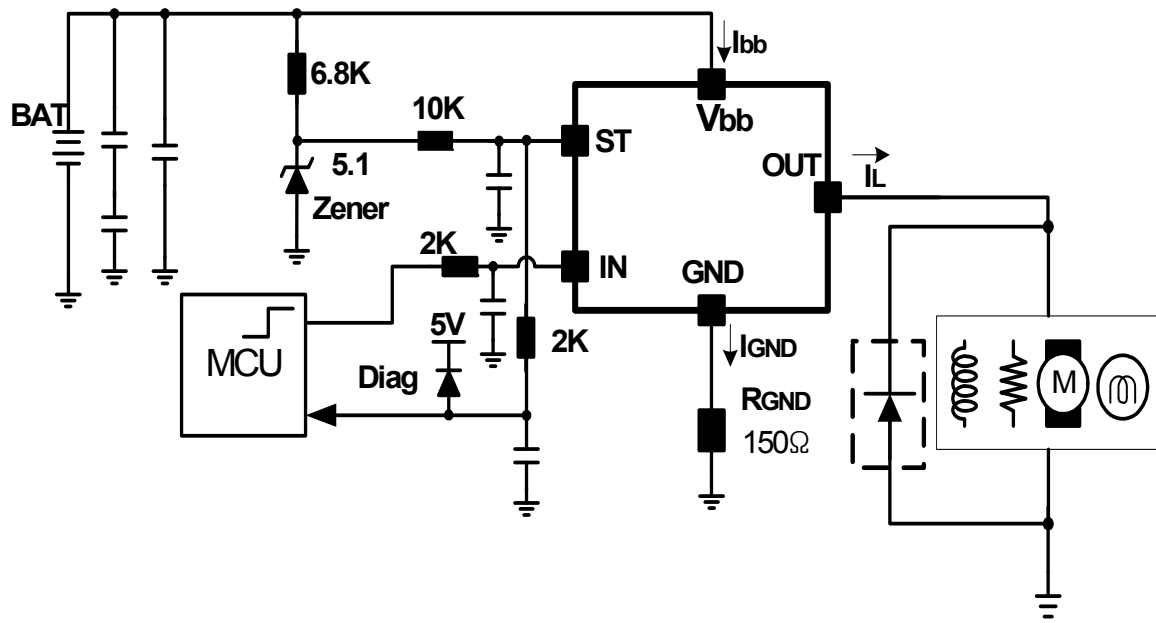 Ibb
6.8K
BAT
10K
Vbb
ST
OUT
IL
5.1
Zener
2K
IN
GND
5V
2K
IGND
MCU
Diag
RGND
150Ω
M